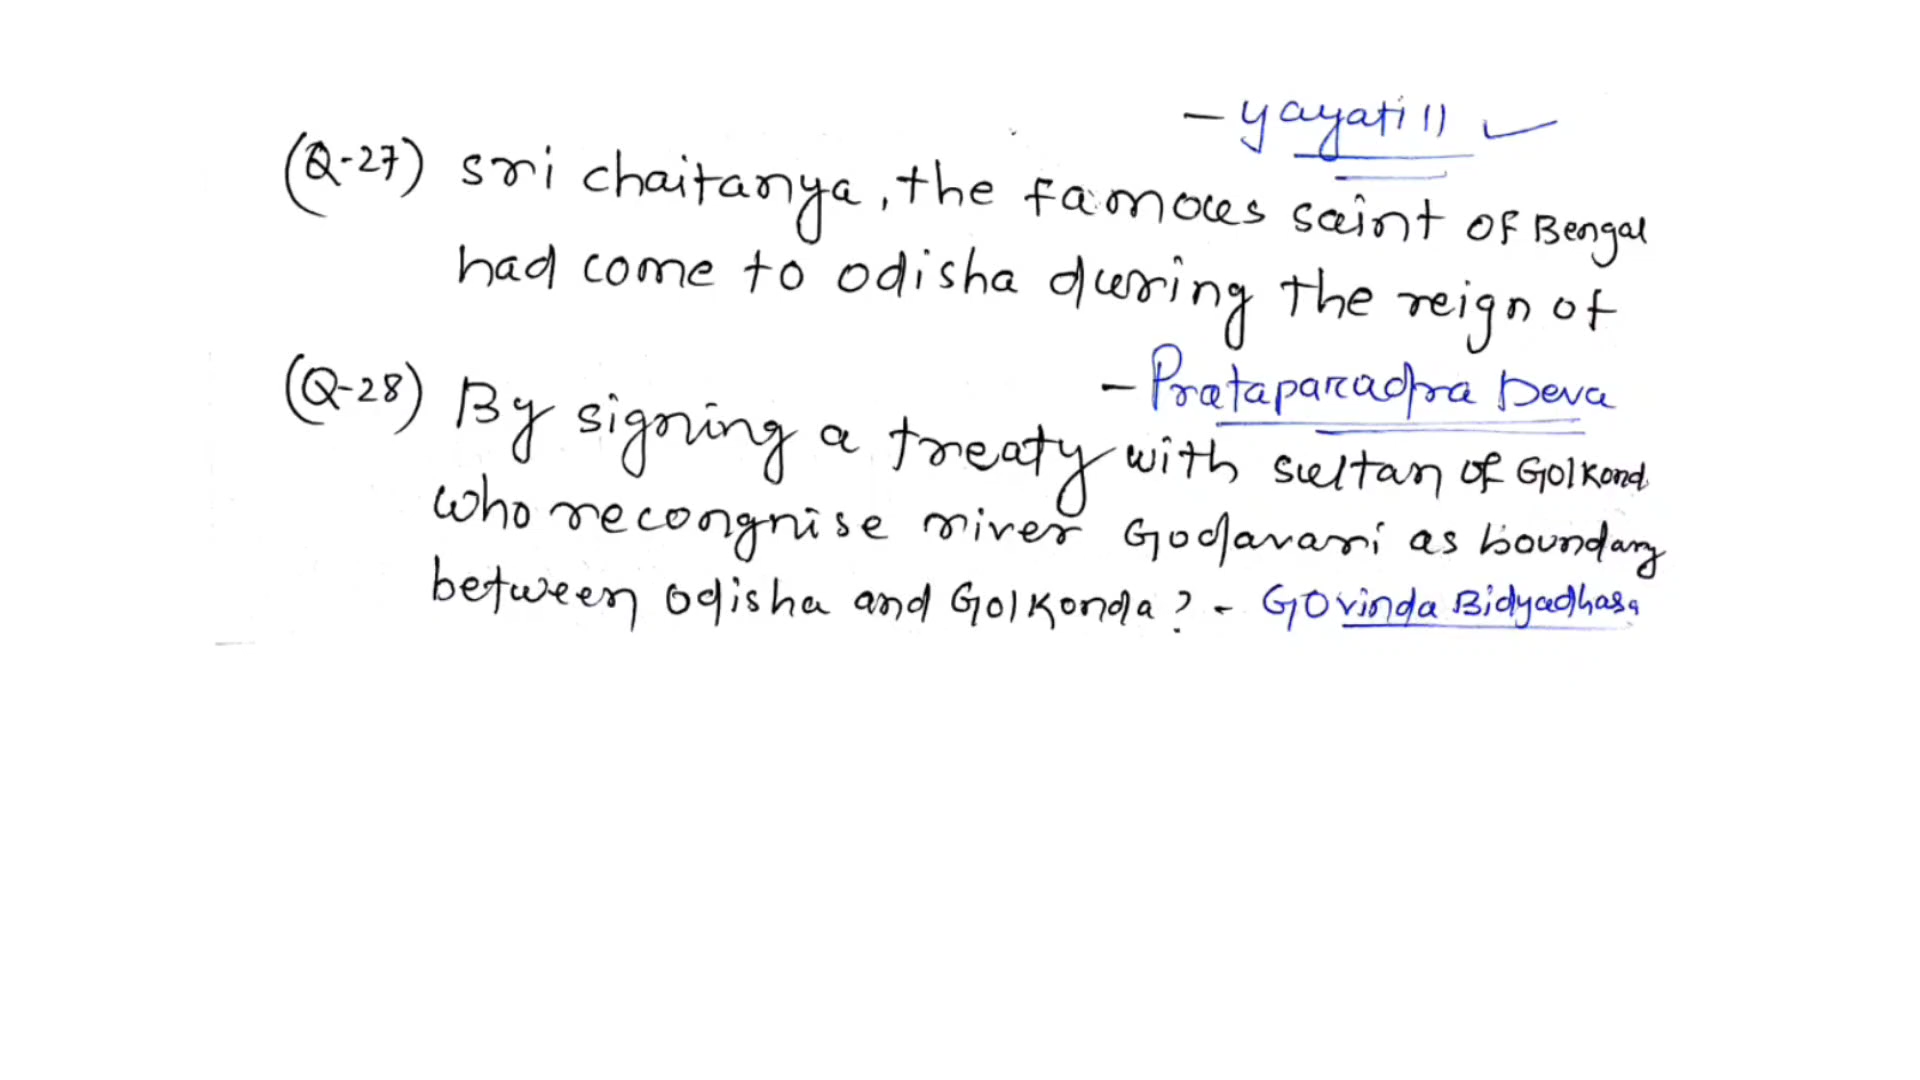 - Yayati II
(Q-27) sri chaitanya, the famous saint of Bengal
had come to odisha during the reign of
- Prataparadra Deva
(Q-28) By signing a treaty with sultan of Golkond
who recongnise river Godavari as boundary
between odisha and Golkonda? - Govinda Bidyadhara